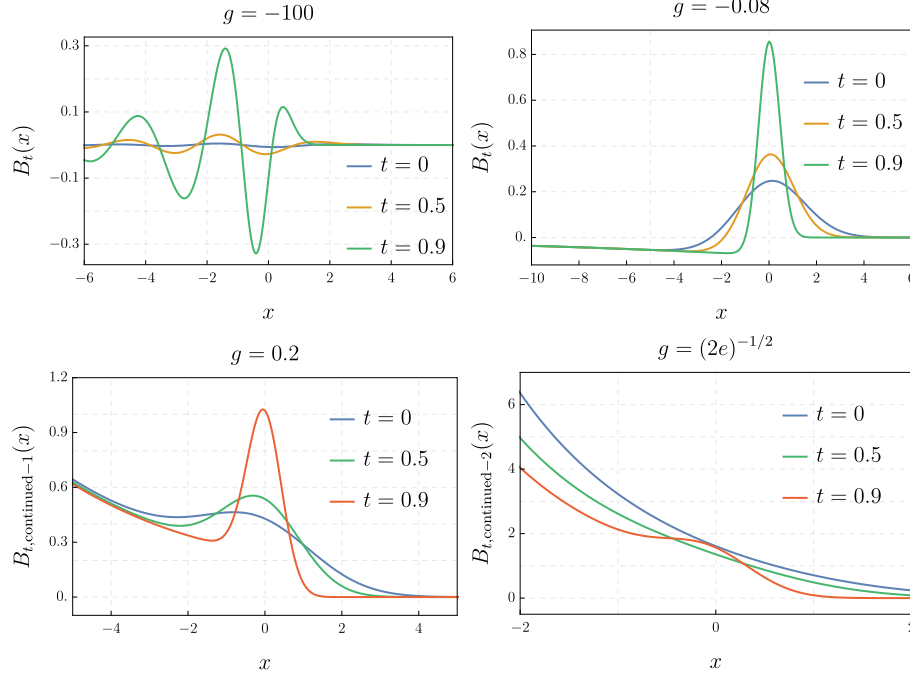 g = −100
0.3
0.1
−0.1
−0.3
B_t(x)
t = 0
t = 0.5
t = 0.9
−6 −4 −2 0 2 4 6
x
g = −0.08
0.8
0.6
0.4
0.2
0.
B_t(x)
t = 0
t = 0.5
t = 0.9
−10 −8 −6 −4 −2 0 2 4 6
x
g = 0.2
1.2
0.9
0.6
0.3
0.
B_{t,continued−1}(x)
t = 0
t = 0.5
t = 0.9
−4 −2 0 2 4
x
g = (2e)^{−1/2}
6
4
2
0
B_{t,continued−2}(x)
t = 0
t = 0.5
t = 0.9
−2 0 2
x